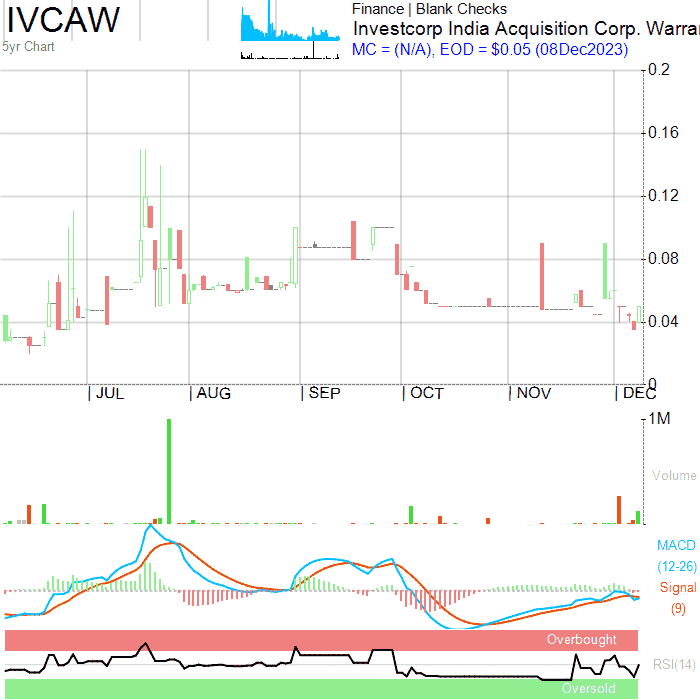 IVCAW
5yr Chart
Finance | Blank Checks
Investcorp India Acquisition Corp. Warra
MC = (N/A), EOD = $0.05 (08Dec2023)
0.2
0.16
0.12
0.08
0.04
0
| JUL | AUG | SEP | OCT | NOV | DEC
1M
Volume
MACD
(12-26)
Signal
(9)
Overbought
RSI(14)
Oversold